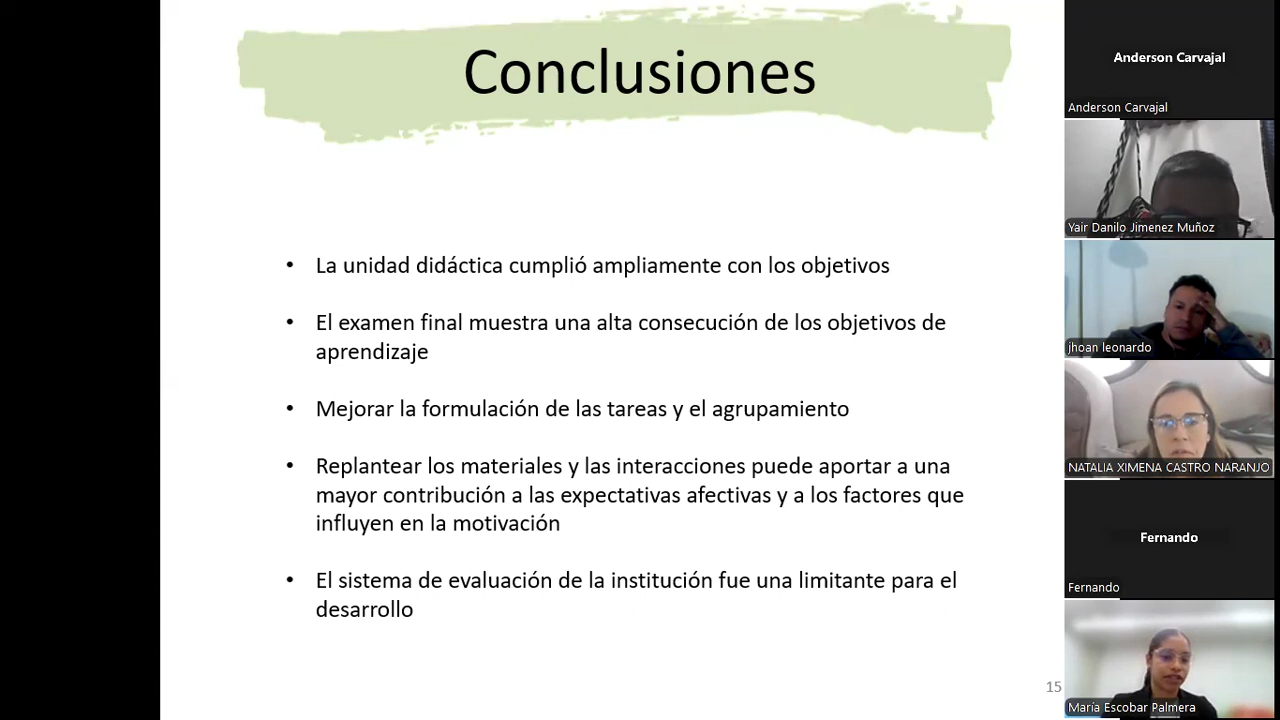 Conclusiones
• La unidad didáctica cumplió ampliamente con los objetivos
• El examen final muestra una alta consecución de los objetivos de
aprendizaje
• Mejorar la formulación de las tareas y el agrupamiento
• Replantear los materiales y las interacciones puede aportar a una
mayor contribución a las expectativas afectivas y a los factores que
influyen en la motivación
• El sistema de evaluación de la institución fue una limitante para el
desarrollo
15
Anderson Carvajal
Anderson Carvajal
Yair Danilo Jimenez Muñoz
jhoan leonardo
NATALIA XIMENA CASTRO NARANJO
Fernando
Fernando
María Escobar Palmera